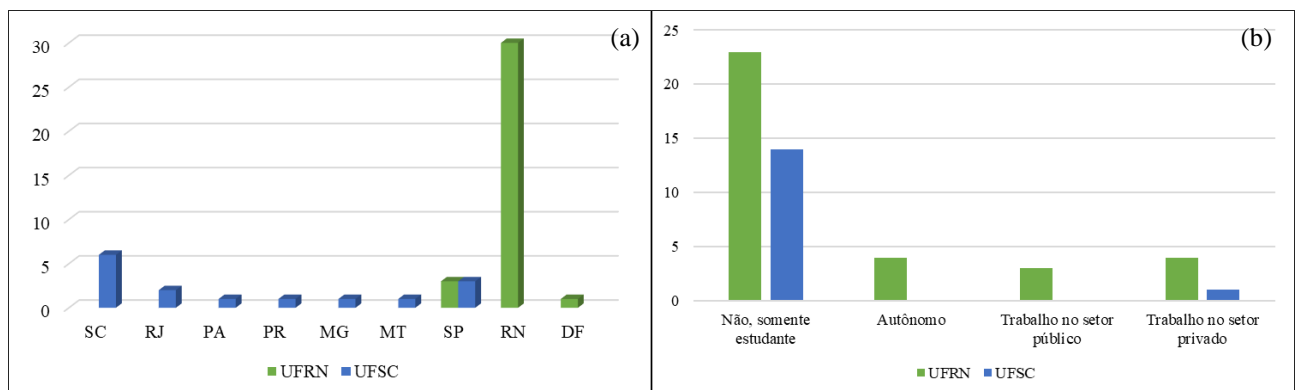 (a)
30
25
20
15
10
5
0
SC RJ PA PR MG MT SP RN DF
UFRN UFSC
(b)
25
20
15
10
5
0
Não, somente estudante
Autônomo
Trabalho no setor público
Trabalho no setor privado
UFRN UFSC